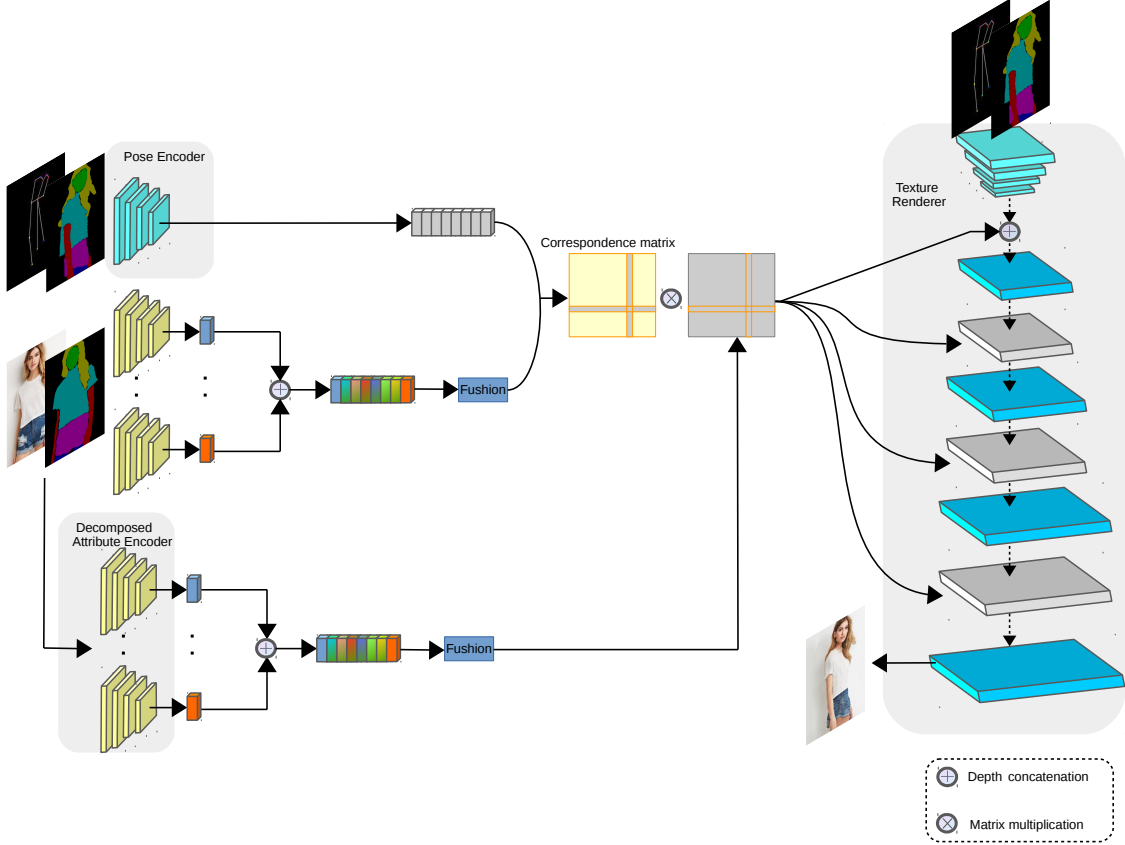 Pose Encoder
Texture
Renderer
Correspondence matrix
Fushion
Decomposed
Attribute Encoder
Fushion
Depth concatenation
Matrix multiplication